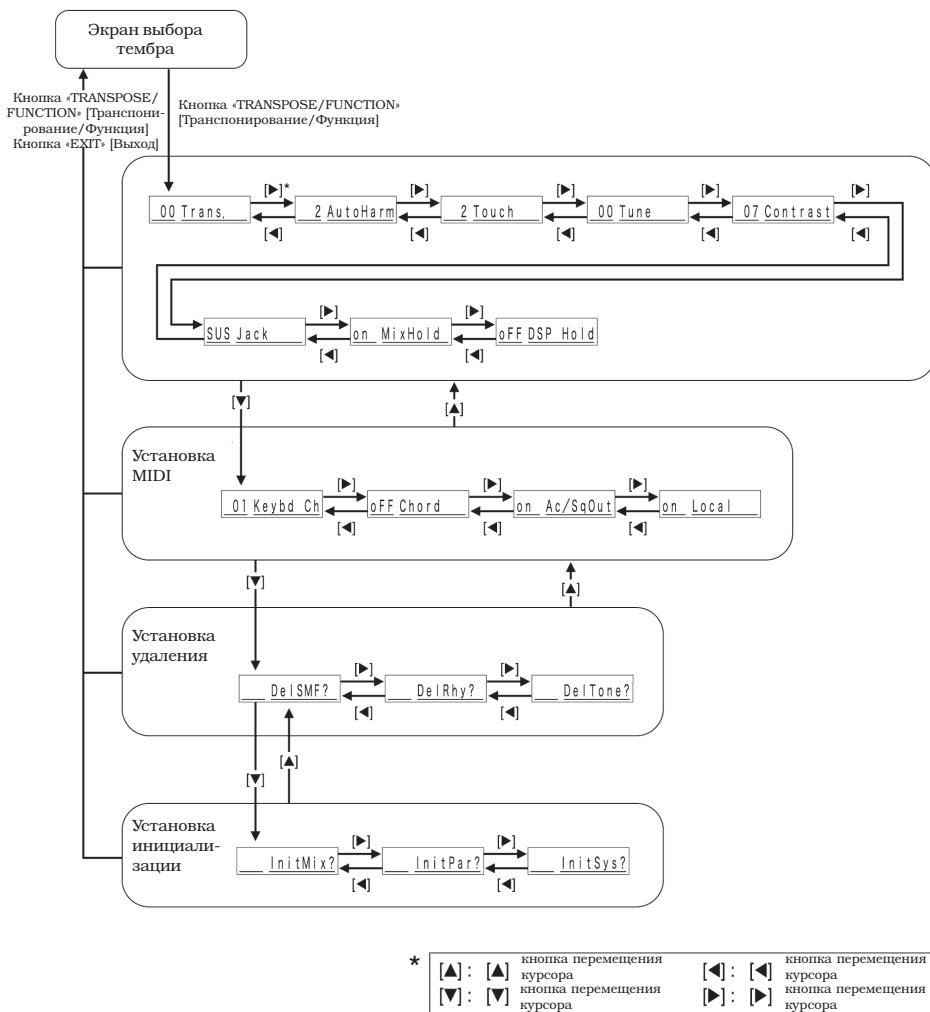 Экран выбора
тембра
Кнопка «TRANSPOSE/
FUNCTION» [Транспони-
рование/Функция]
Кнопка «EXIT» [Выход]
Кнопка «TRANSPOSE/FUNCTION»
[Транспонирование/Функция]
[▶]* [▶] [▶] [▶] [▶]
00 Trans. 2 AutoHarm 2 Touch 00 Tune 07 Contrast
[◀] [◀] [◀] [◀] [◀]
[▶] [▶]
SUS Jack on MixHold oFF DSP Hold
[◀] [◀]
[▼] [▲]
Установка
MIDI
[▶] [▶] [▶]
01 Keybd Ch oFF Chord on Ac/SqOut on Local
[◀] [◀] [◀]
[▼] [▲]
Установка
удаления
[▶] [▶]
DelSMF? DelRhy? DelTone?
[◀] [◀]
[▼] [▲]
Установка
инициали-
зации
[▶] [▶]
InitMix? InitPar? InitSys?
[◀] [◀]
* [▲] : [▲] кнопка перемещения курсора [◀] : [◀] кнопка перемещения курсора
[▼] : [▼] кнопка перемещения курсора [▶] : [▶] кнопка перемещения курсора